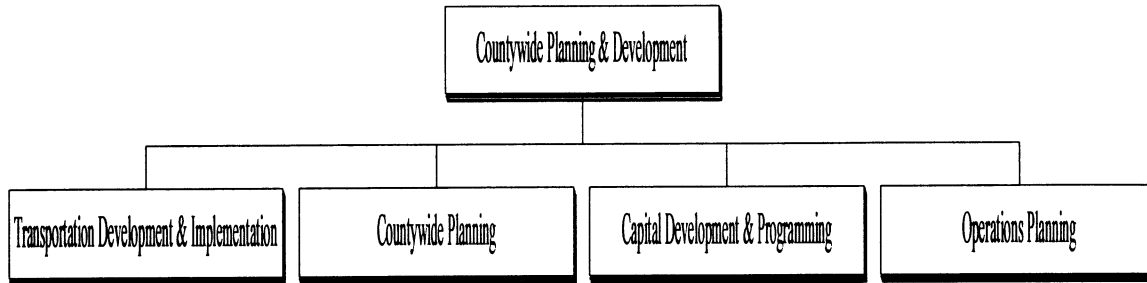 Countywide Planning & Development
Transportation Development & Implementation
Countywide Planning
Capital Development & Programming
Operations Planning